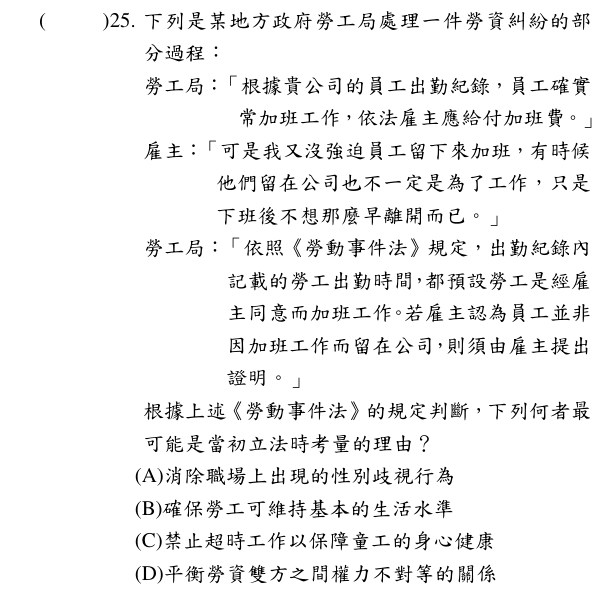 (　　)25. 下列是某地方政府勞工局處理一件勞資糾紛的部
分過程：
勞工局：「根據貴公司的員工出勤紀錄，員工確實
常加班工作，依法雇主應給付加班費。」
雇主：「可是我又沒強迫員工留下來加班，有時候
他們留在公司也不一定是為了工作，只是
下班後不想那麼早離開而已。」
勞工局：「依照《勞動事件法》規定，出勤紀錄內
記載的勞工出勤時間，都預設勞工是經雇
主同意而加班工作。若雇主認為員工並非
因加班工作而留在公司，則須由雇主提出
證明。」
根據上述《勞動事件法》的規定判斷，下列何者最
可能是當初立法時考量的理由？
(A)消除職場上出現的性別歧視行為
(B)確保勞工可維持基本的生活水準
(C)禁止超時工作以保障童工的身心健康
(D)平衡勞資雙方之間權力不對等的關係